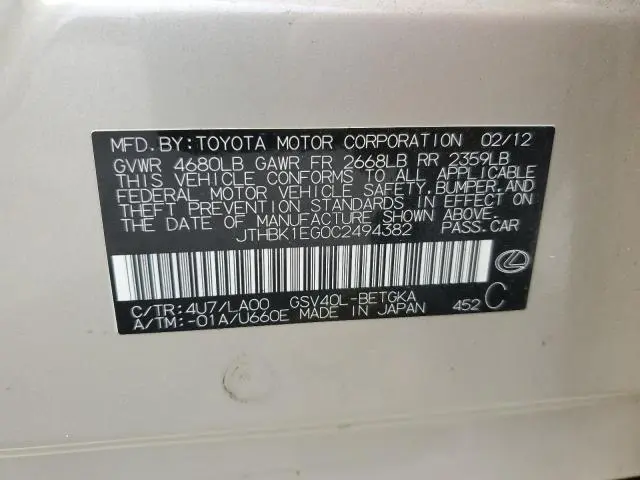 MFD.BY:TOYOTA MOTOR CORPORATION 02/12
GVWR 4680LB GAWR FR 2668LB RR 2359LB
THIS VEHICLE CONFORMS TO ALL APPLICABLE
FEDERAL MOTOR VEHICLE SAFETY,BUMPER,AND
THEFT PREVENTION STANDARDS IN EFFECT ON
THE DATE OF MANUFACTURE SHOWN ABOVE.
JTHBK1EG0C2494382 PASS.CAR
C/TR:4U7/LA00 GSV40L-BETGKA
A/TM:-01A/U660E MADE IN JAPAN 452 C